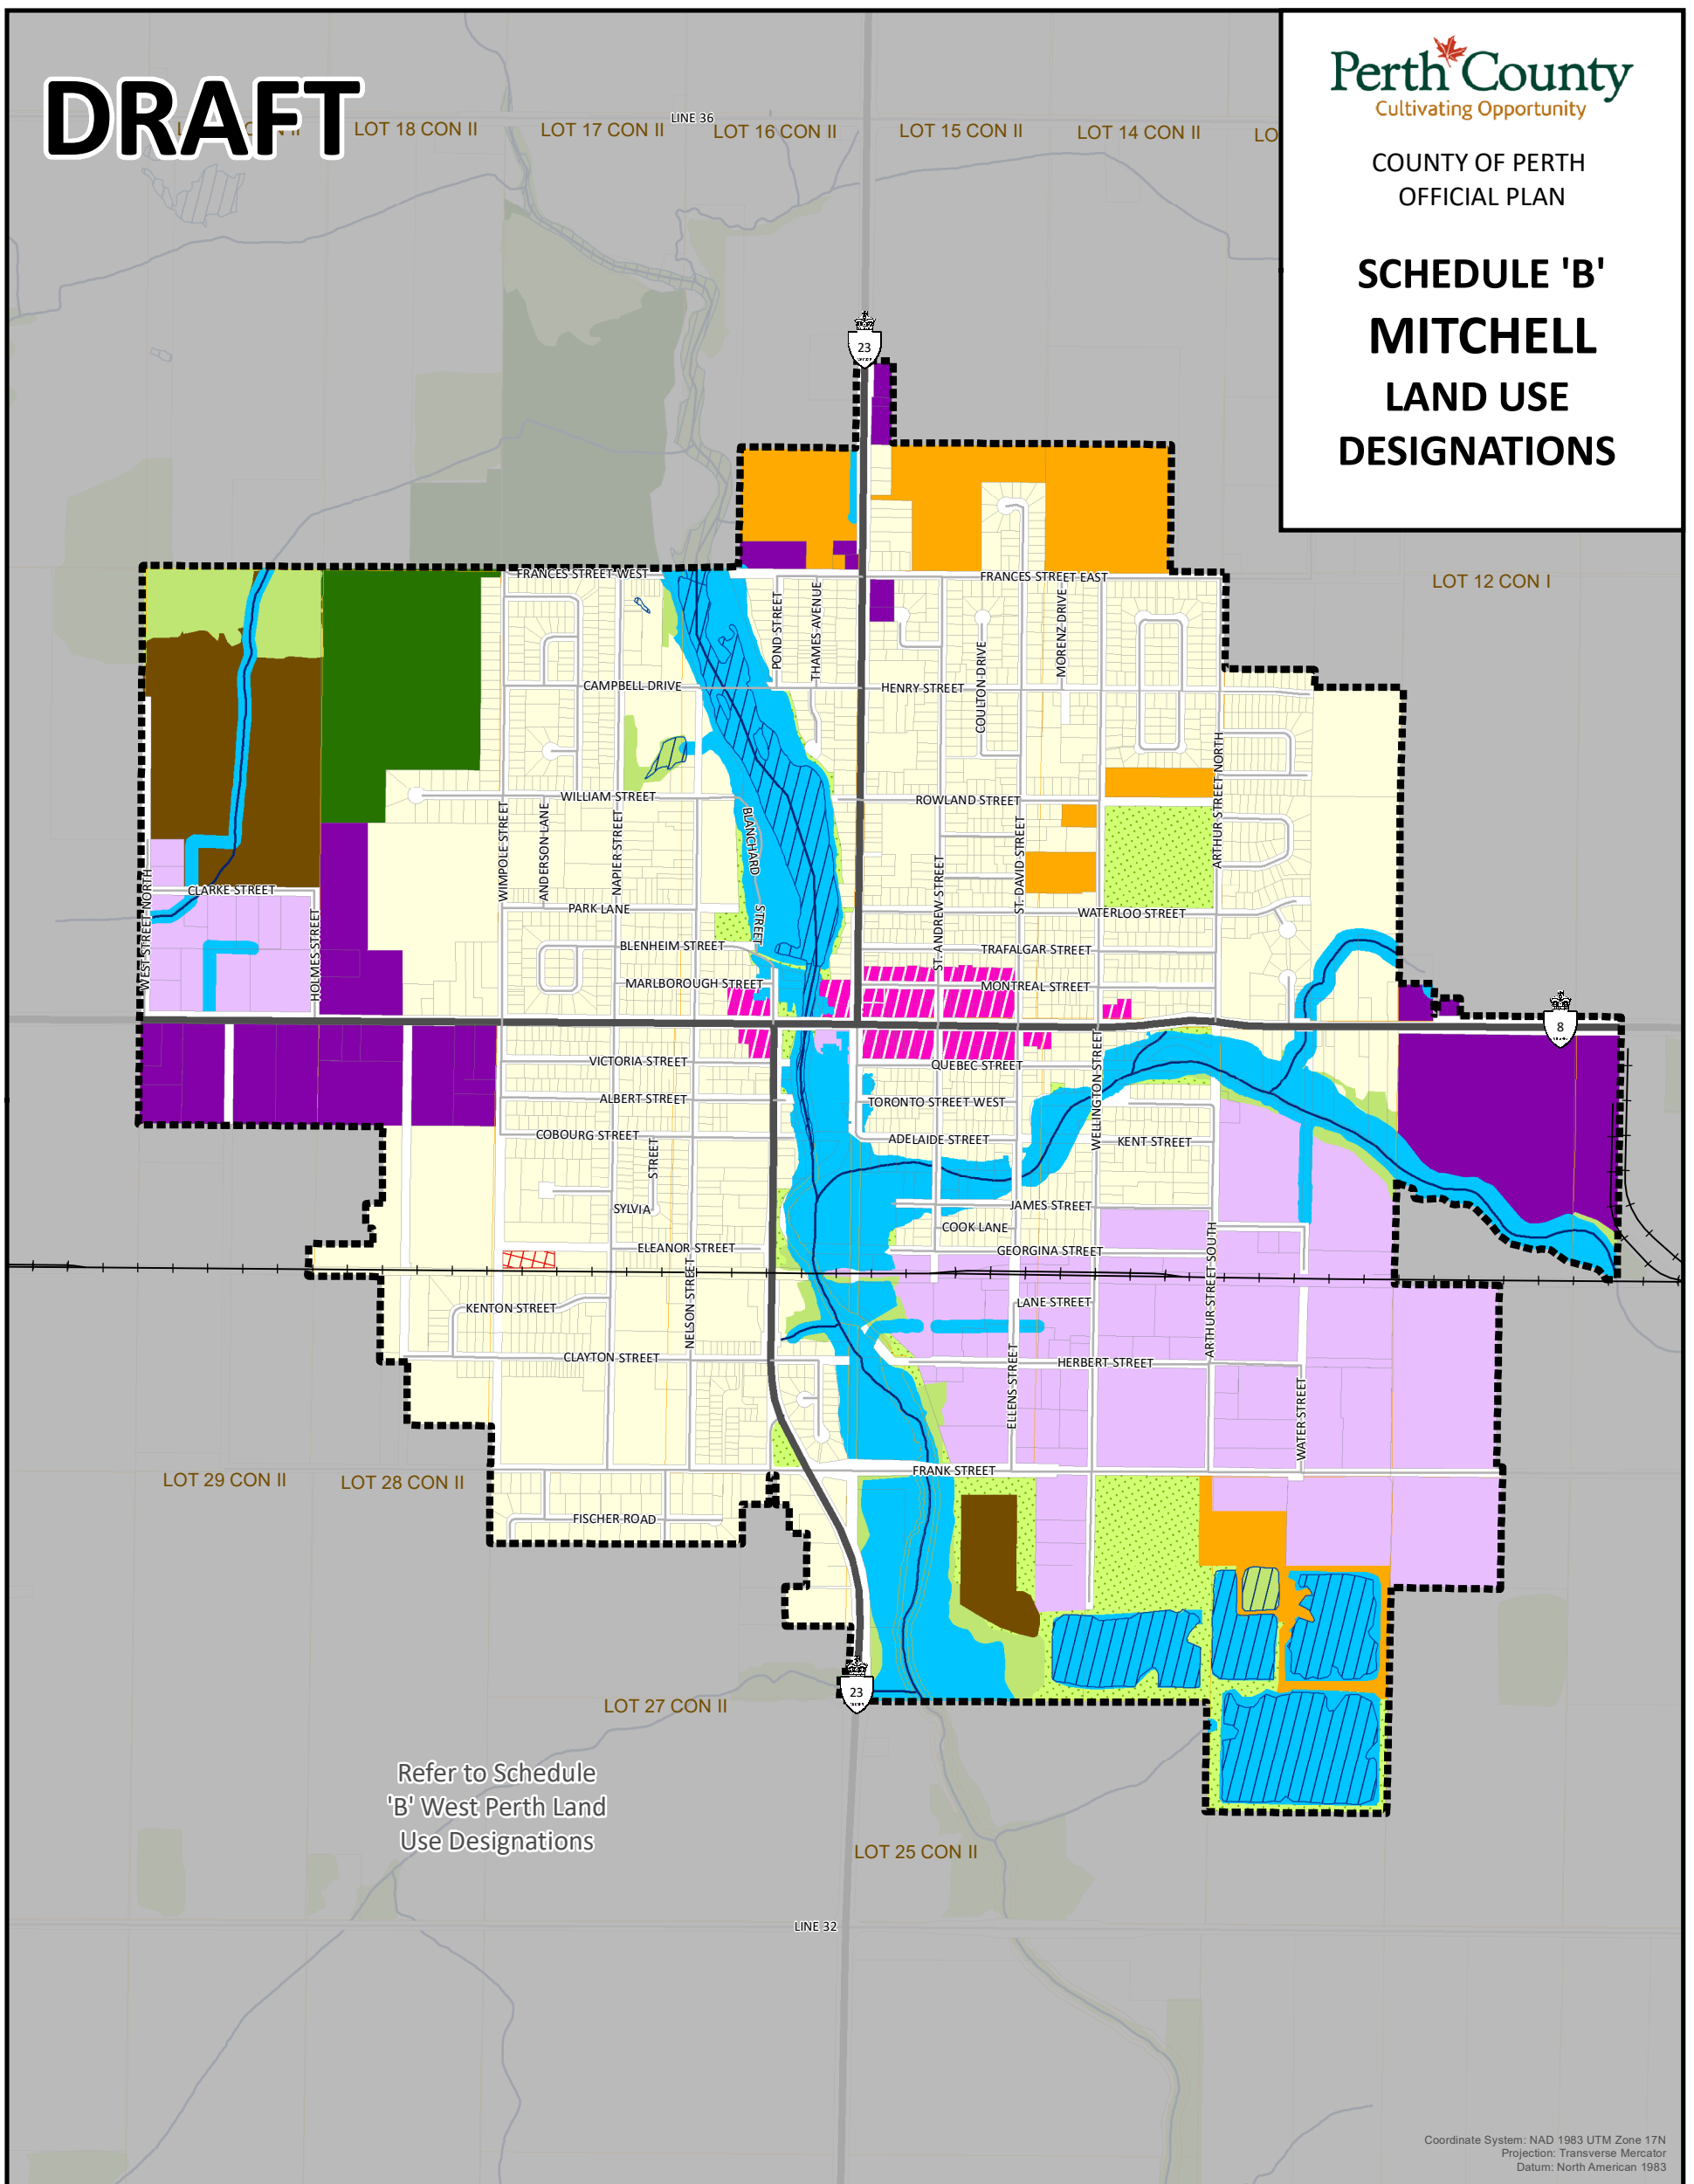 DRAFT
Perth County
Cultivating Opportunity
COUNTY OF PERTH
OFFICIAL PLAN
SCHEDULE 'B'
MITCHELL
LAND USE
DESIGNATIONS
LINE 36
LOT 18 CON II
LOT 17 CON II
LOT 16 CON II
LOT 15 CON II
LOT 14 CON II
LO
23
LOT 12 CON I
FRANCES STREET WEST
FRANCES STREET EAST
POND STREET
THAMES AVENUE
COULTON DRIVE
MORENZ DRIVE
CAMPBELL DRIVE
HENRY STREET
WILLIAM STREET
ROWLAND STREET
WIMPOLE STREET
ANDERSON LANE
NAPIER STREET
BLANCHARD
STREET
ST. ANDREW STREET
ST. DAVID STREET
ARTHUR STREET NORTH
WEST STREET NORTH
CLARKE STREET
HOLMES STREET
PARK LANE
WATERLOO STREET
BLENHEIM STREET
TRAFALGAR STREET
MARLBOROUGH STREET
MONTREAL STREET
8
VICTORIA STREET
QUEBEC STREET
ALBERT STREET
TORONTO STREET WEST
WELLINGTON STREET
COBOURG STREET
ADELAIDE STREET
KENT STREET
STREET
SYLVIA
JAMES STREET
COOK LANE
ELEANOR STREET
GEORGINA STREET
ARTHUR STREET SOUTH
NELSON STREET
KENTON STREET
LANE STREET
CLAYTON STREET
HERBERT STREET
ELLENS STREET
WATER STREET
FRANK STREET
LOT 29 CON II
LOT 28 CON II
FISCHER ROAD
23
LOT 27 CON II
Refer to Schedule
'B' West Perth Land
Use Designations
LOT 25 CON II
LINE 32
Coordinate System: NAD 1983 UTM Zone 17N
Projection: Transverse Mercator
Datum: North American 1983